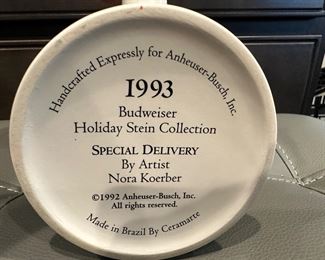 Handcrafted Expressly for Anheuser-Busch, Inc.
1993
Budweiser
Holiday Stein Collection
SPECIAL DELIVERY
By Artist
Nora Koerber
©1992 Anheuser-Busch, Inc.
All rights reserved.
Made in Brazil By Ceramarte